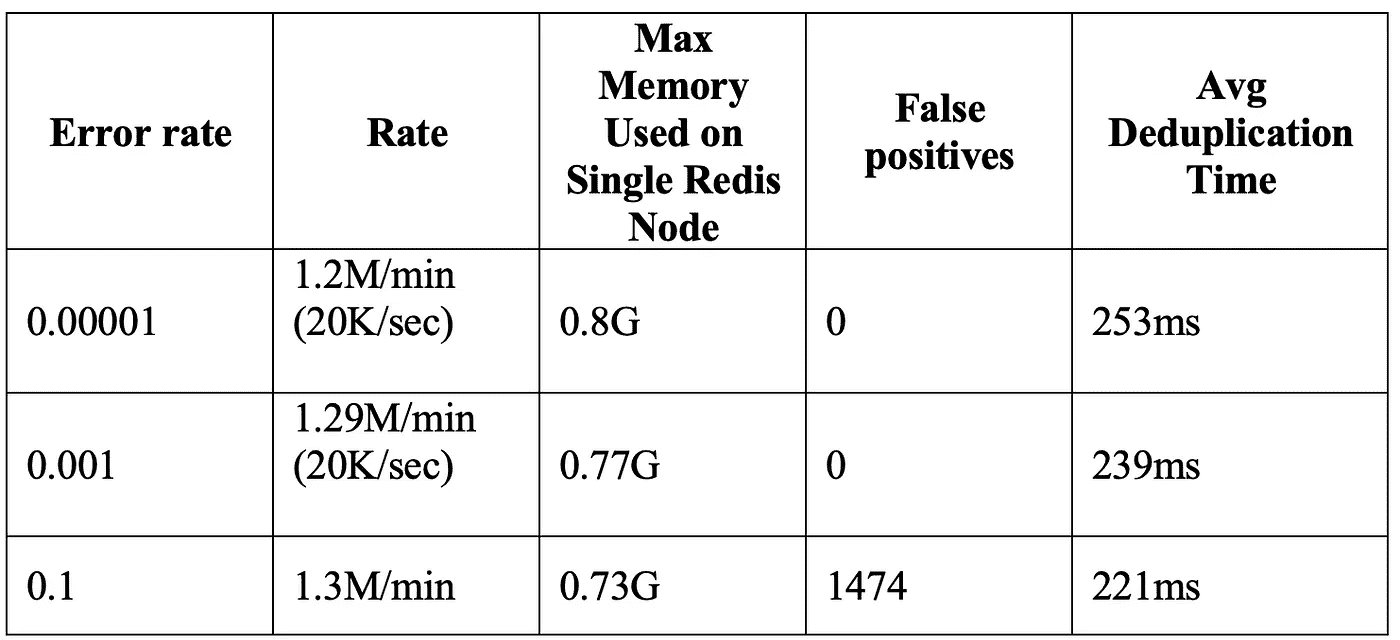 Error rate
Rate
Max
Memory
Used on
Single Redis
Node
False
positives
Avg
Deduplication
Time
0.00001
1.2M/min
(20K/sec)
0.8G
0
253ms
0.001
1.29M/min
(20K/sec)
0.77G
0
239ms
0.1
1.3M/min
0.73G
1474
221ms